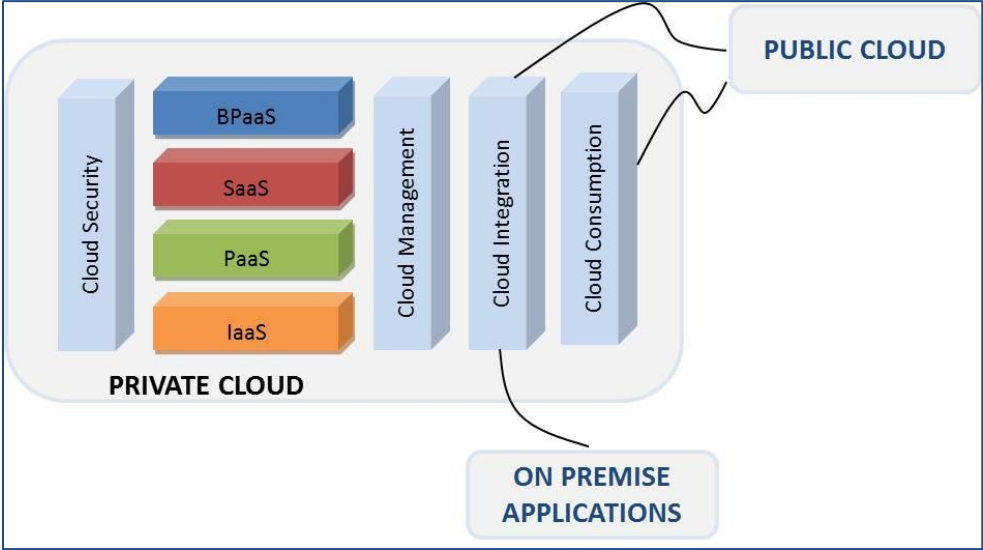 PUBLIC CLOUD
Cloud Security
BPaaS
SaaS
PaaS
IaaS
Cloud Management
Cloud Integration
Cloud Consumption
PRIVATE CLOUD
ON PREMISE
APPLICATIONS